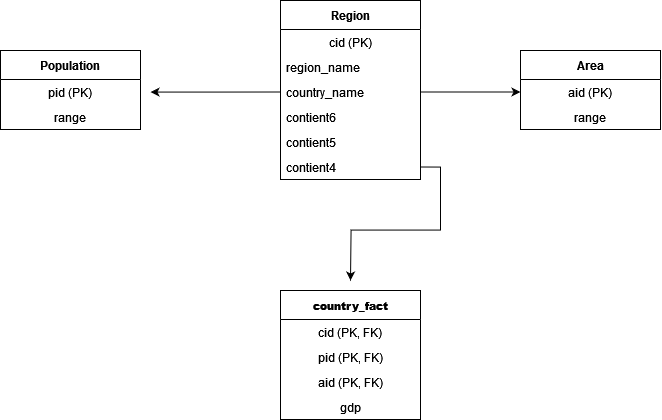 Region
cid (PK)
region_name
country_name
contient6
contient5
contient4
Population
pid (PK)
range
Area
aid (PK)
range
country_fact
cid (PK, FK)
pid (PK, FK)
aid (PK, FK)
gdp